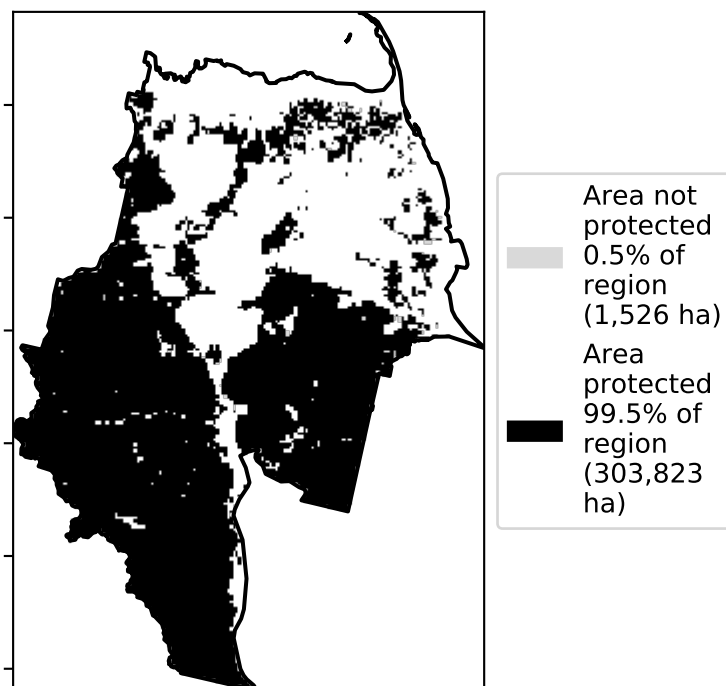 Area not
protected
0.5% of
region
(1,526 ha)
Area
protected
99.5% of
region
(303,823
ha)